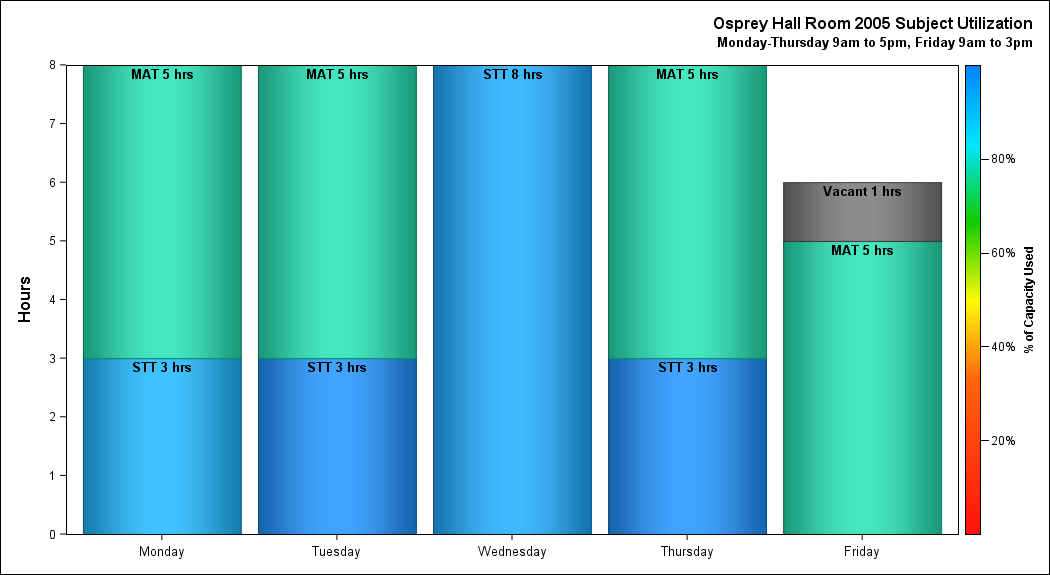 Osprey Hall Room 2005 Subject Utilization
Monday-Thursday 9am to 5pm, Friday 9am to 3pm
Hours
8
7
6
5
4
3
2
1
0
MAT 5 hrs
STT 3 hrs
MAT 5 hrs
STT 3 hrs
STT 8 hrs
MAT 5 hrs
STT 3 hrs
Vacant 1 hrs
MAT 5 hrs
Monday
Tuesday
Wednesday
Thursday
Friday
80%
60%
40%
20%
% of Capacity Used